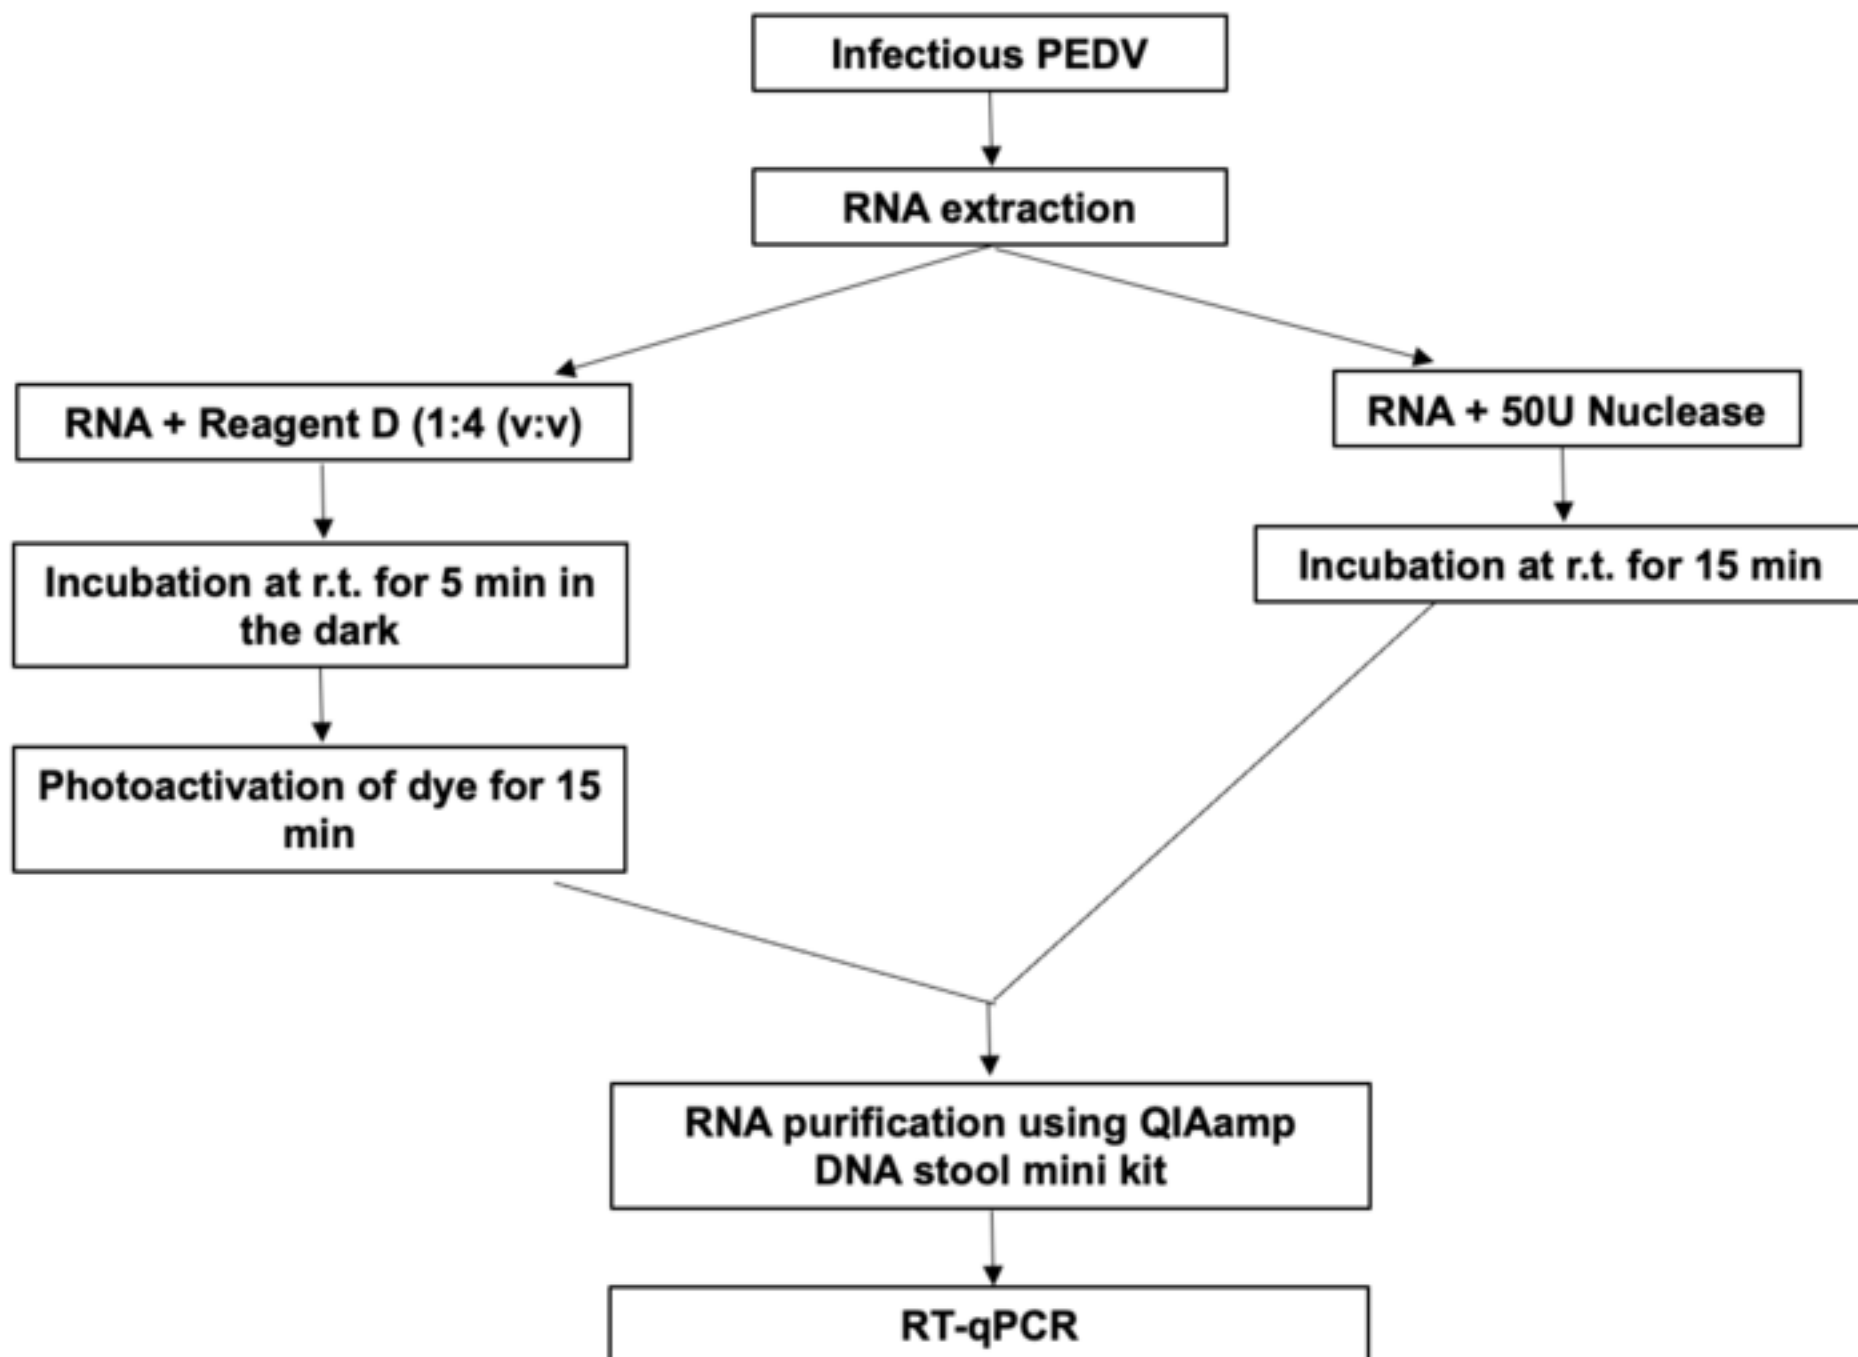 Infectious PEDV
RNA extraction
RNA + Reagent D (1:4 (v:v)
RNA + 50U Nuclease
Incubation at r.t. for 5 min in
the dark
Incubation at r.t. for 15 min
Photoactivation of dye for 15
min
RNA purification using QIAamp
DNA stool mini kit
RT-qPCR